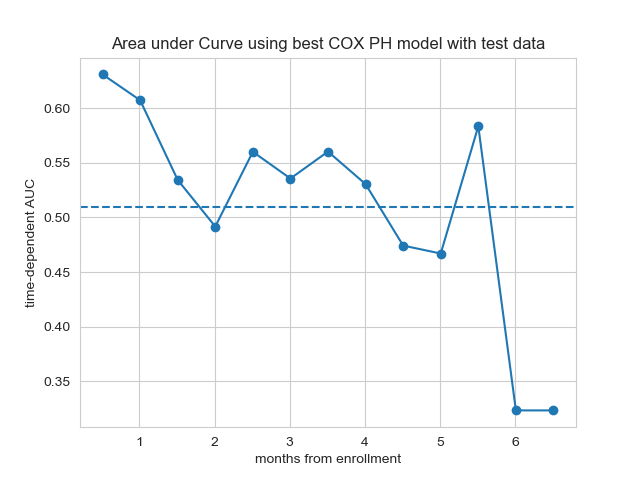 Area under Curve using best COX PH model with test data
time-dependent AUC
0.60
0.55
0.50
0.45
0.40
0.35
1 2 3 4 5 6
months from enrollment